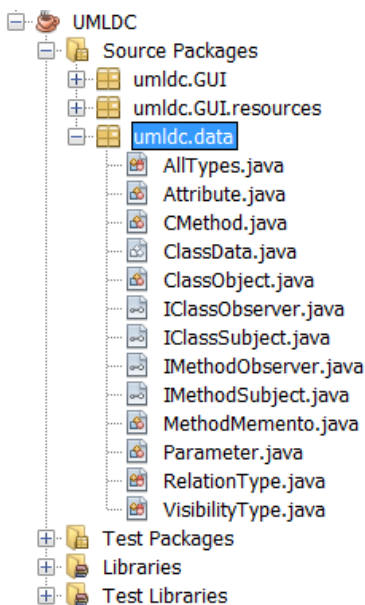 UMLDC
Source Packages
umldc.GUI
umldc.GUI.resources
umldc.data
AllTypes.java
Attribute.java
CMethod.java
ClassData.java
ClassObject.java
IClassObserver.java
IClassSubject.java
IMethodObserver.java
IMethodSubject.java
MethodMemento.java
Parameter.java
RelationType.java
VisibilityType.java
Test Packages
Libraries
Test Libraries